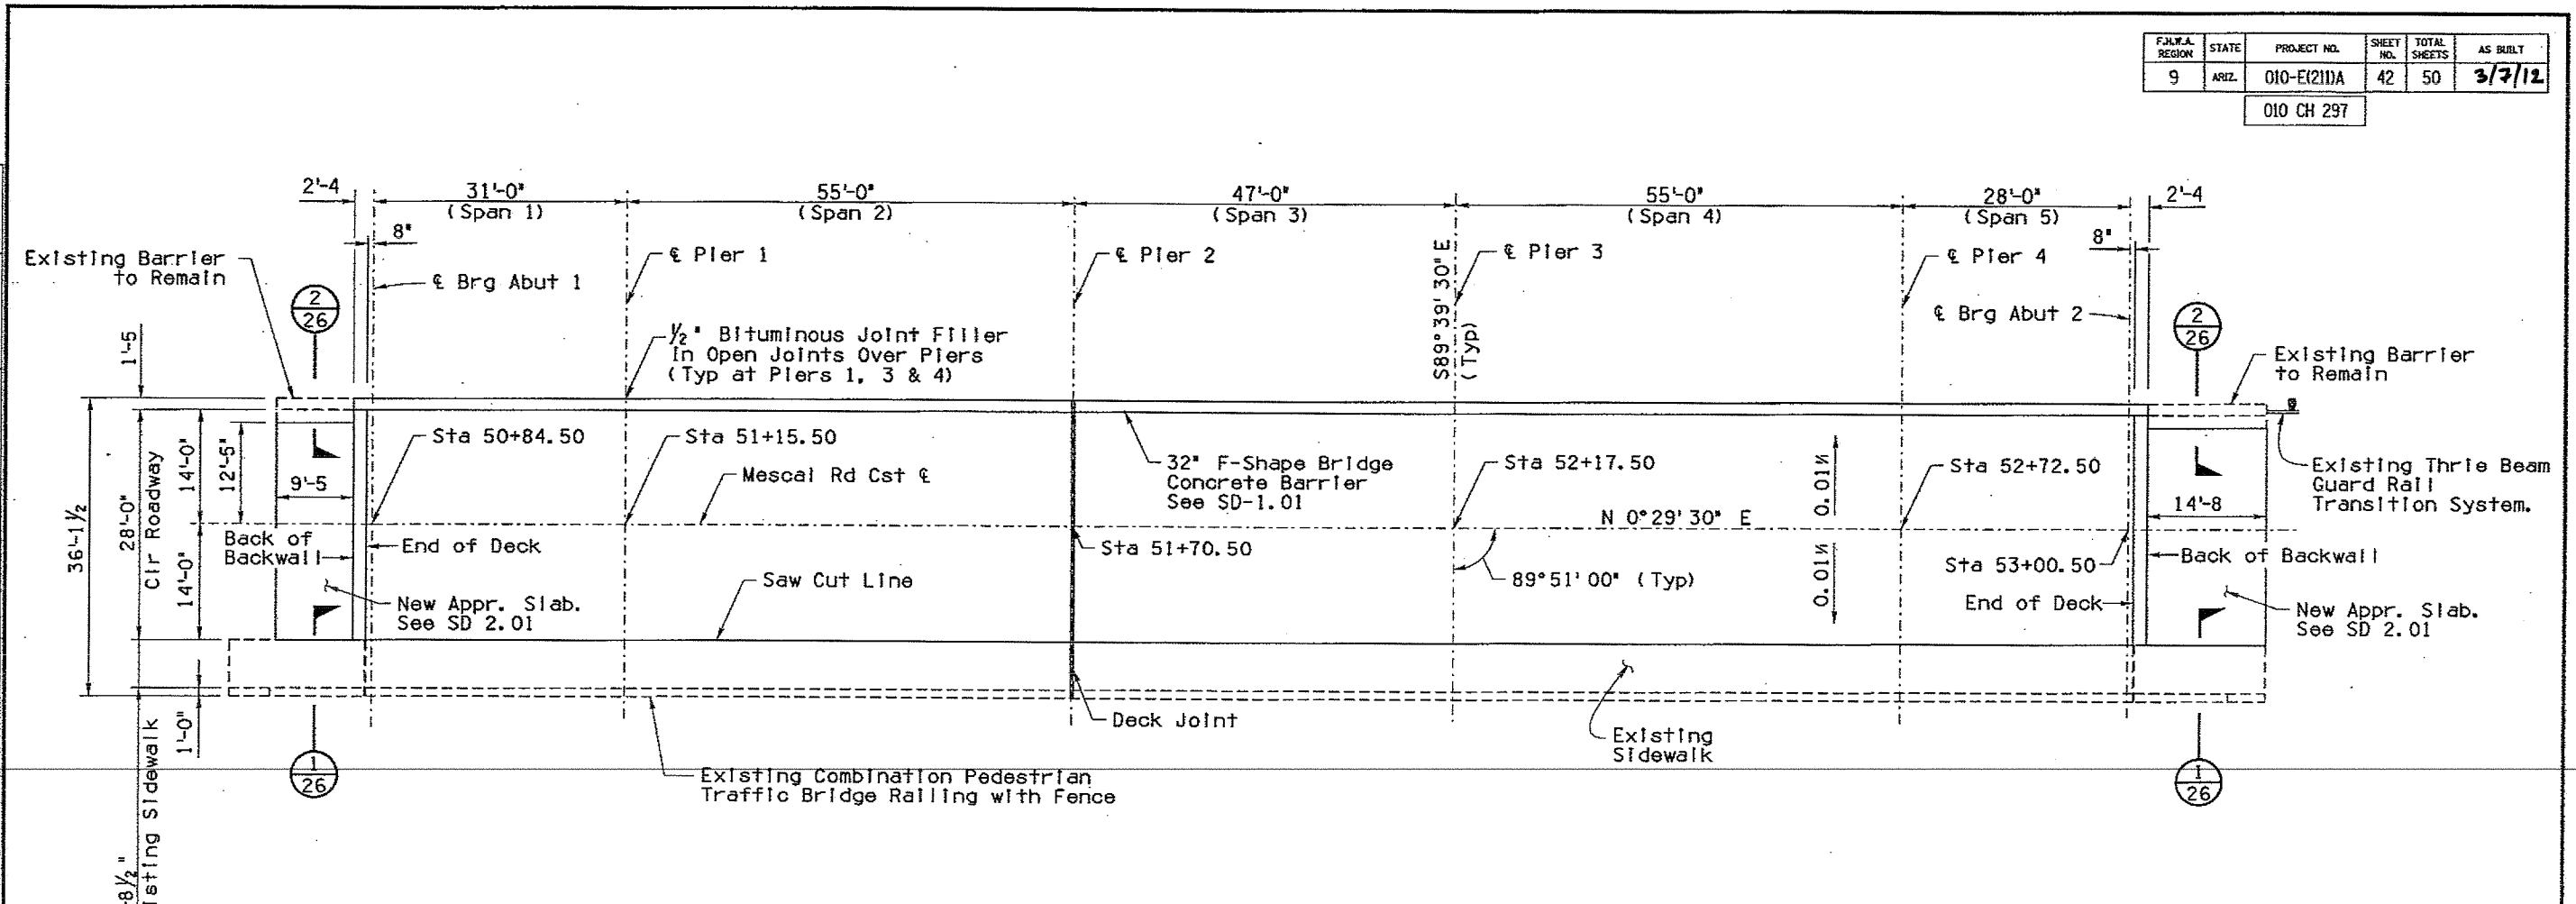 F.H.W.A. REGION STATE PROJECT NO. SHEET NO. TOTAL SHEETS AS BUILT
9 ARIZ. 010-E(211)A 42 50 3/7/12
010 CH 297
2'-4
31'-0"
(Span 1)
55'-0"
(Span 2)
47'-0"
(Span 3)
55'-0"
(Span 4)
28'-0"
(Span 5)
2'-4
8"
8"
Existing Barrier
to Remain
℄ Pier 1
℄ Pier 2
℄ Pier 3
℄ Pier 4
℄ Brg Abut 1
℄ Brg Abut 2
S89°39'30" E
(Typ)
2
26
2
26
½" Bituminous Joint Filler
In Open Joints Over Piers
(Typ at Piers 1, 3 & 4)
Existing Barrier
to Remain
1'-5
36'-1½
28'-0"
Clr Roadway
14'-0"
14'-0"
12'-5"
9'-5
Sta 50+84.50
Sta 51+15.50
Mescal Rd Cst ℄
32" F-Shape Bridge
Concrete Barrier
See SD-1.01
Sta 52+17.50
0.01%
0.01%
Sta 52+72.50
Existing Thrie Beam
Guard Rail
Transition System.
14'-8
N 0°29'30" E
Back of
Backwall
End of Deck
Sta 51+70.50
Sta 53+00.50
Back of Backwall
Saw Cut Line
89°51'00" (Typ)
New Appr. Slab.
See SD 2.01
End of Deck
New Appr. Slab.
See SD 2.01
Deck Joint
Existing
Sidewalk
1'-0"
1
26
1
26
Existing Combination Pedestrian
Traffic Bridge Railing with Fence
-8½"
isting Sidewalk